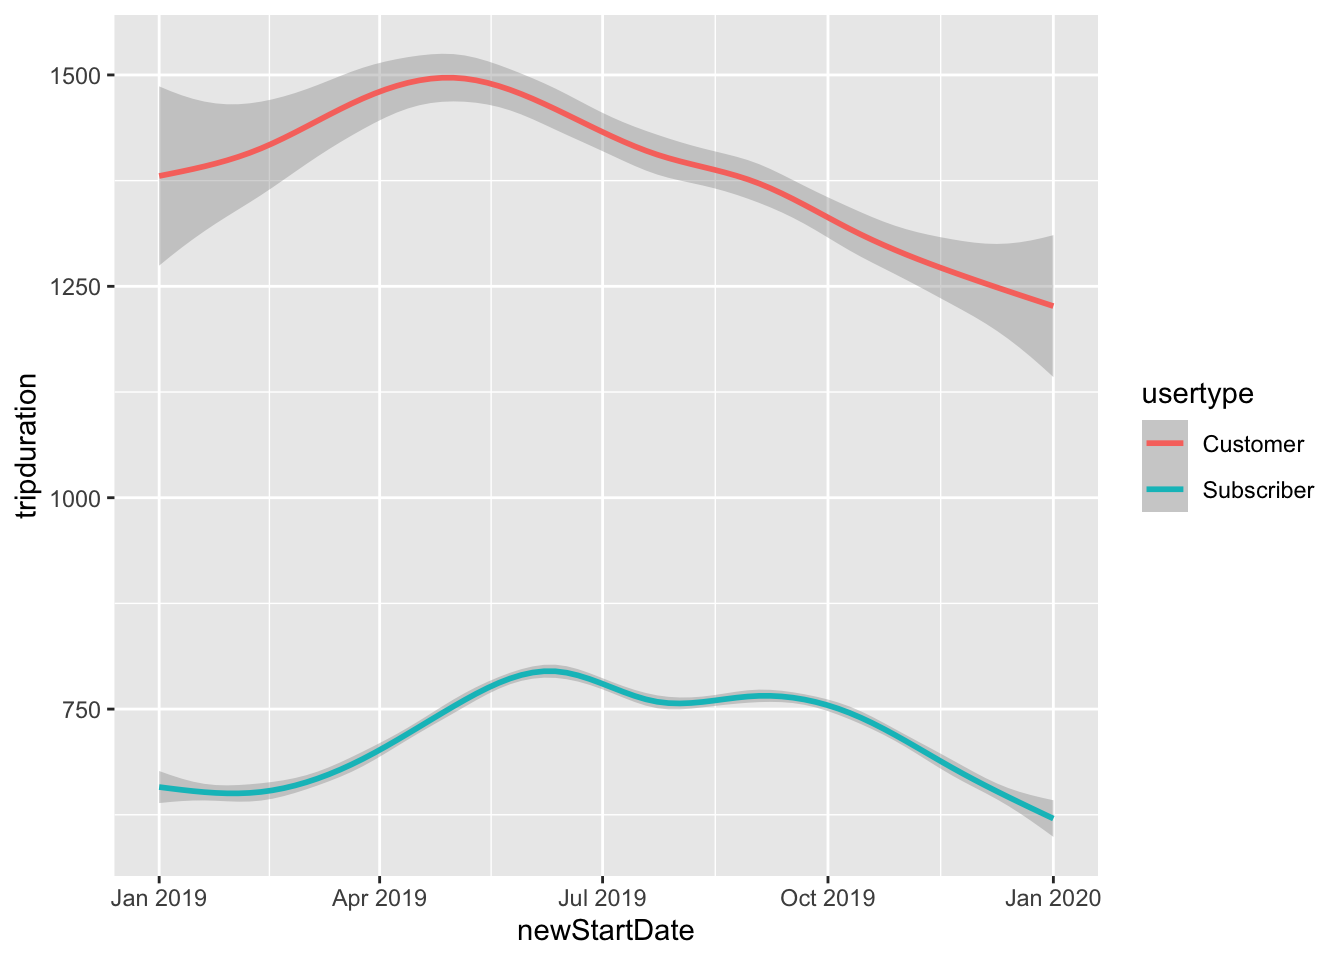 1500
1250
1000
750
tripduration
Jan 2019
Apr 2019
Jul 2019
Oct 2019
Jan 2020
newStartDate
usertype
Customer
Subscriber